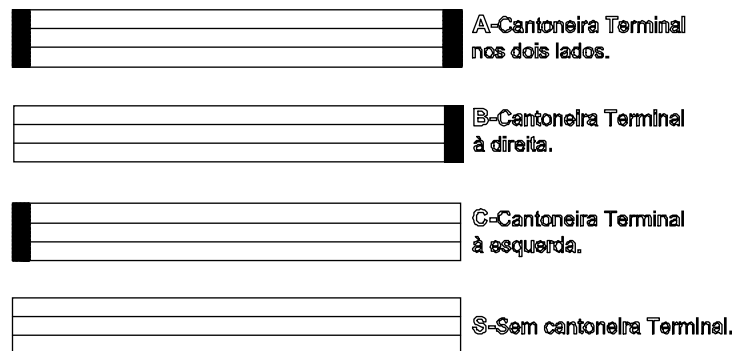 A-Cantoneira Terminal
nos dois lados.
B-Cantoneira Terminal
à direita.
C-Cantoneira Terminal
à esquerda.
S-Sem cantoneira Terminal.